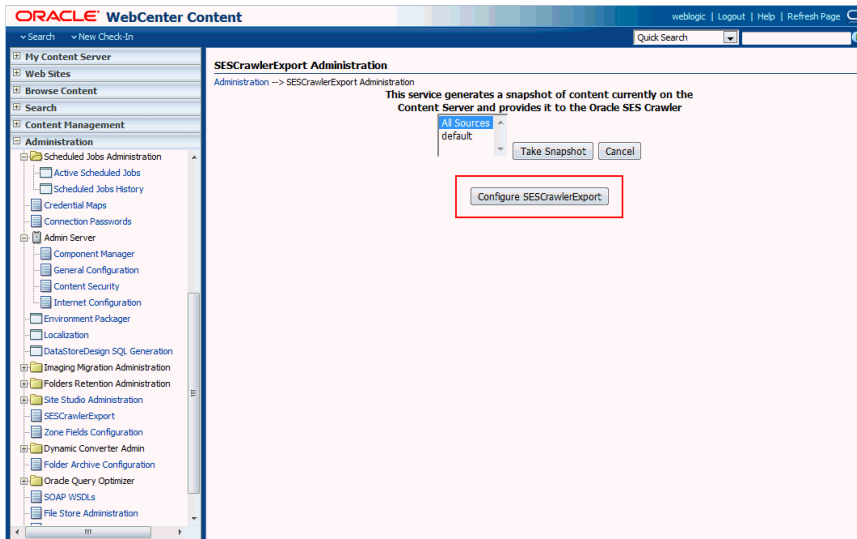 ORACLE WebCenter Content
weblogic | Logout | Help | Refresh Page
Search New Check-In
Quick Search
My Content Server
Web Sites
Browse Content
Search
Content Management
Administration
Scheduled Jobs Administration
Active Scheduled Jobs
Scheduled Jobs History
Credential Maps
Connection Passwords
Admin Server
Component Manager
General Configuration
Content Security
Internet Configuration
Environment Packager
Localization
DataStoreDesign SQL Generation
Imaging Migration Administration
Folders Retention Administration
Site Studio Administration
SESCrawlerExport
Zone Fields Configuration
Dynamic Converter Admin
Folder Archive Configuration
Oracle Query Optimizer
SOAP WSDLs
File Store Administration
SESCrawlerExport Administration
Administration --> SESCrawlerExport Administration
This service generates a snapshot of content currently on the
Content Server and provides it to the Oracle SES Crawler
All Sources
default
Take Snapshot Cancel
Configure SESCrawlerExport